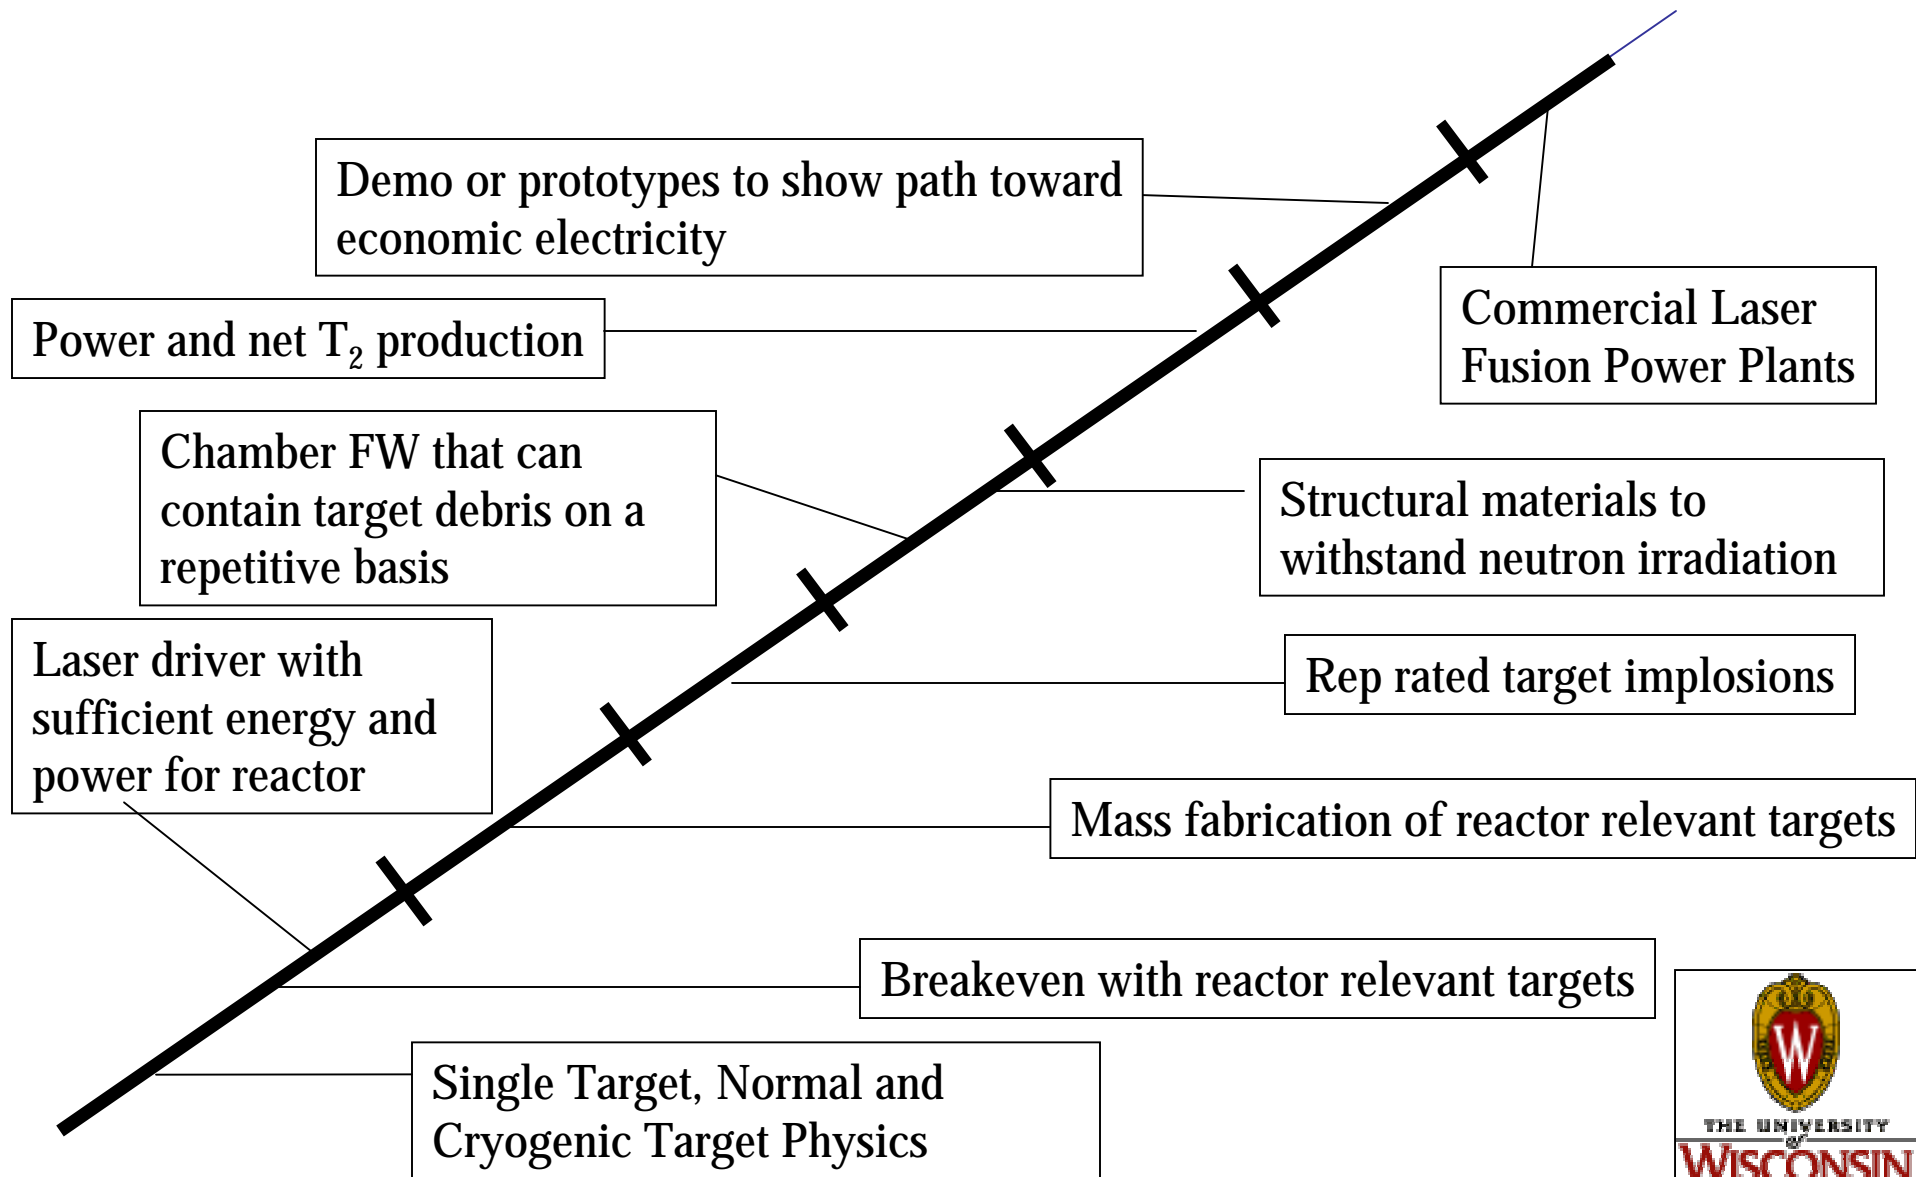 Demo or prototypes to show path toward
economic electricity
Power and net T₂ production
Commercial Laser
Fusion Power Plants
Chamber FW that can
contain target debris on a
repetitive basis
Structural materials to
withstand neutron irradiation
Laser driver with
sufficient energy and
power for reactor
Rep rated target implosions
Mass fabrication of reactor relevant targets
Breakeven with reactor relevant targets
Single Target, Normal and
Cryogenic Target Physics
W
THE UNIVERSITY
of
WISCONSIN